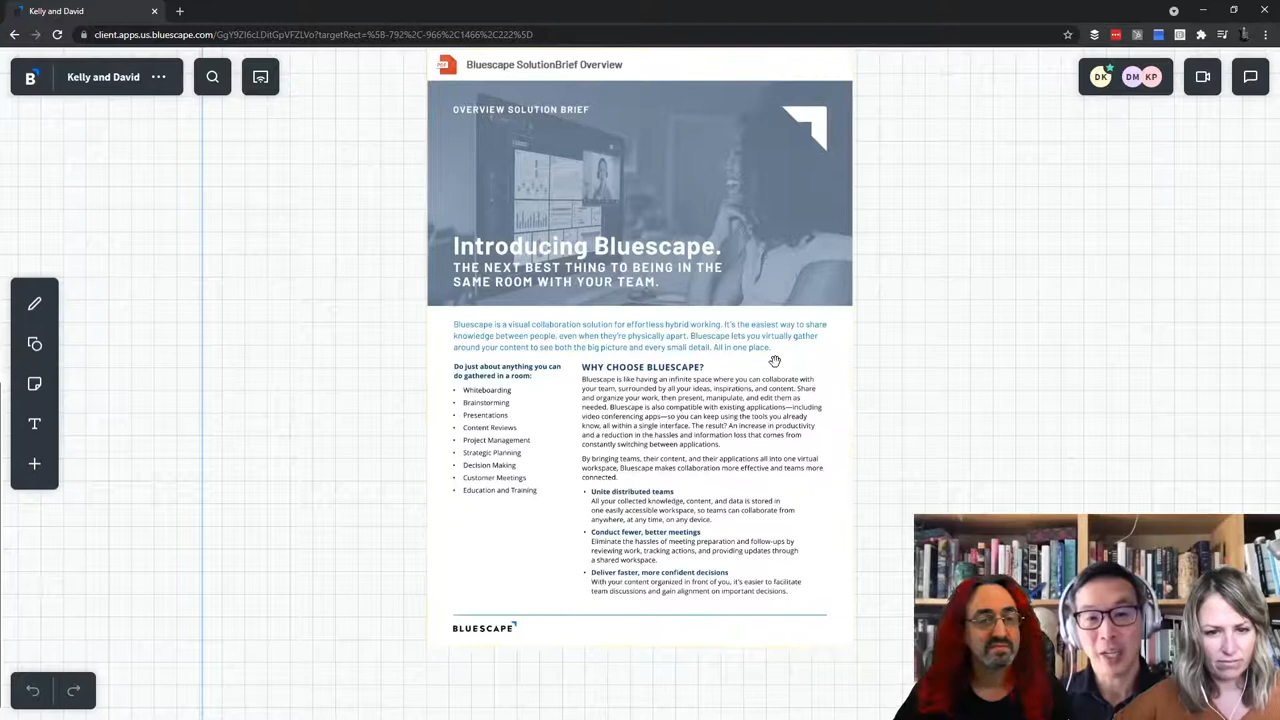 Kelly and David
client.apps.us.bluescape.com/GgY9Zl6cLDitGpVFZLVo?targetRect=%5B-792%2C-966%2C1466%2C222%5D
B Kelly and David
DK DM KP
PDF Bluescape SolutionBrief Overview
OVERVIEW SOLUTION BRIEF
Introducing Bluescape.
THE NEXT BEST THING TO BEING IN THE
SAME ROOM WITH YOUR TEAM.
Bluescape is a visual collaboration solution for effortless hybrid working. It's the easiest way to share
knowledge between people, even when they're physically apart. Bluescape lets you virtually gather
around your content to see both the big picture and every small detail. All in one place.
Do just about anything you can
do gathered in a room:
• Whiteboarding
• Brainstorming
• Presentations
• Content Reviews
• Project Management
• Strategic Planning
• Decision Making
• Customer Meetings
• Education and Training
WHY CHOOSE BLUESCAPE?
Bluescape is like having an infinite space where you can collaborate with
your team, surrounded by all your ideas, inspirations, and content. Share
and organize your work, then present, manipulate, and edit them as
needed. Bluescape is also compatible with existing applications—including
video conferencing apps—so you can keep using the tools you already
know, all within a single interface. The result? An increase in productivity
and a reduction in the hassles and information loss that comes from
constantly switching between applications.
By bringing teams, their content, and their applications all into one virtual
workspace, Bluescape makes collaboration more effective and teams more
connected.
• Unite distributed teams
All your collected knowledge, content, and data is stored in
one easily accessible workspace, so teams can collaborate from
anywhere, at any time, on any device.
• Conduct fewer, better meetings
Eliminate the hassles of meeting preparation and follow-ups by
reviewing work, tracking actions, and providing updates through
a shared workspace.
• Deliver faster, more confident decisions
With your content organized in front of you, it's easier to facilitate
team discussions and gain alignment on important decisions.
BLUESCAPE
T